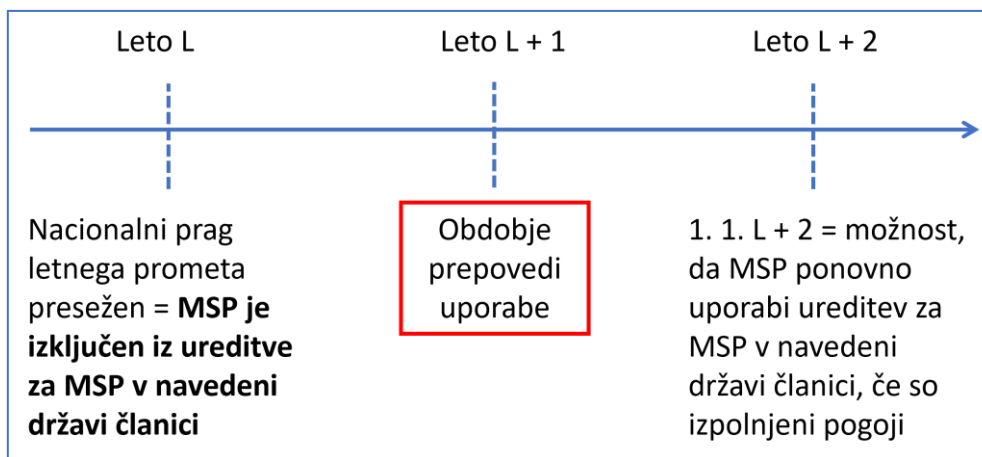 Leto L
Leto L + 1
Leto L + 2
Nacionalni prag
letnega prometa
presežen = MSP je
izključen iz ureditve
za MSP v navedeni
državi članici
Obdobje
prepovedi
uporabe
1. 1. L + 2 = možnost,
da MSP ponovno
uporabi ureditev za
MSP v navedeni
državi članici, če so
izpolnjeni pogoji